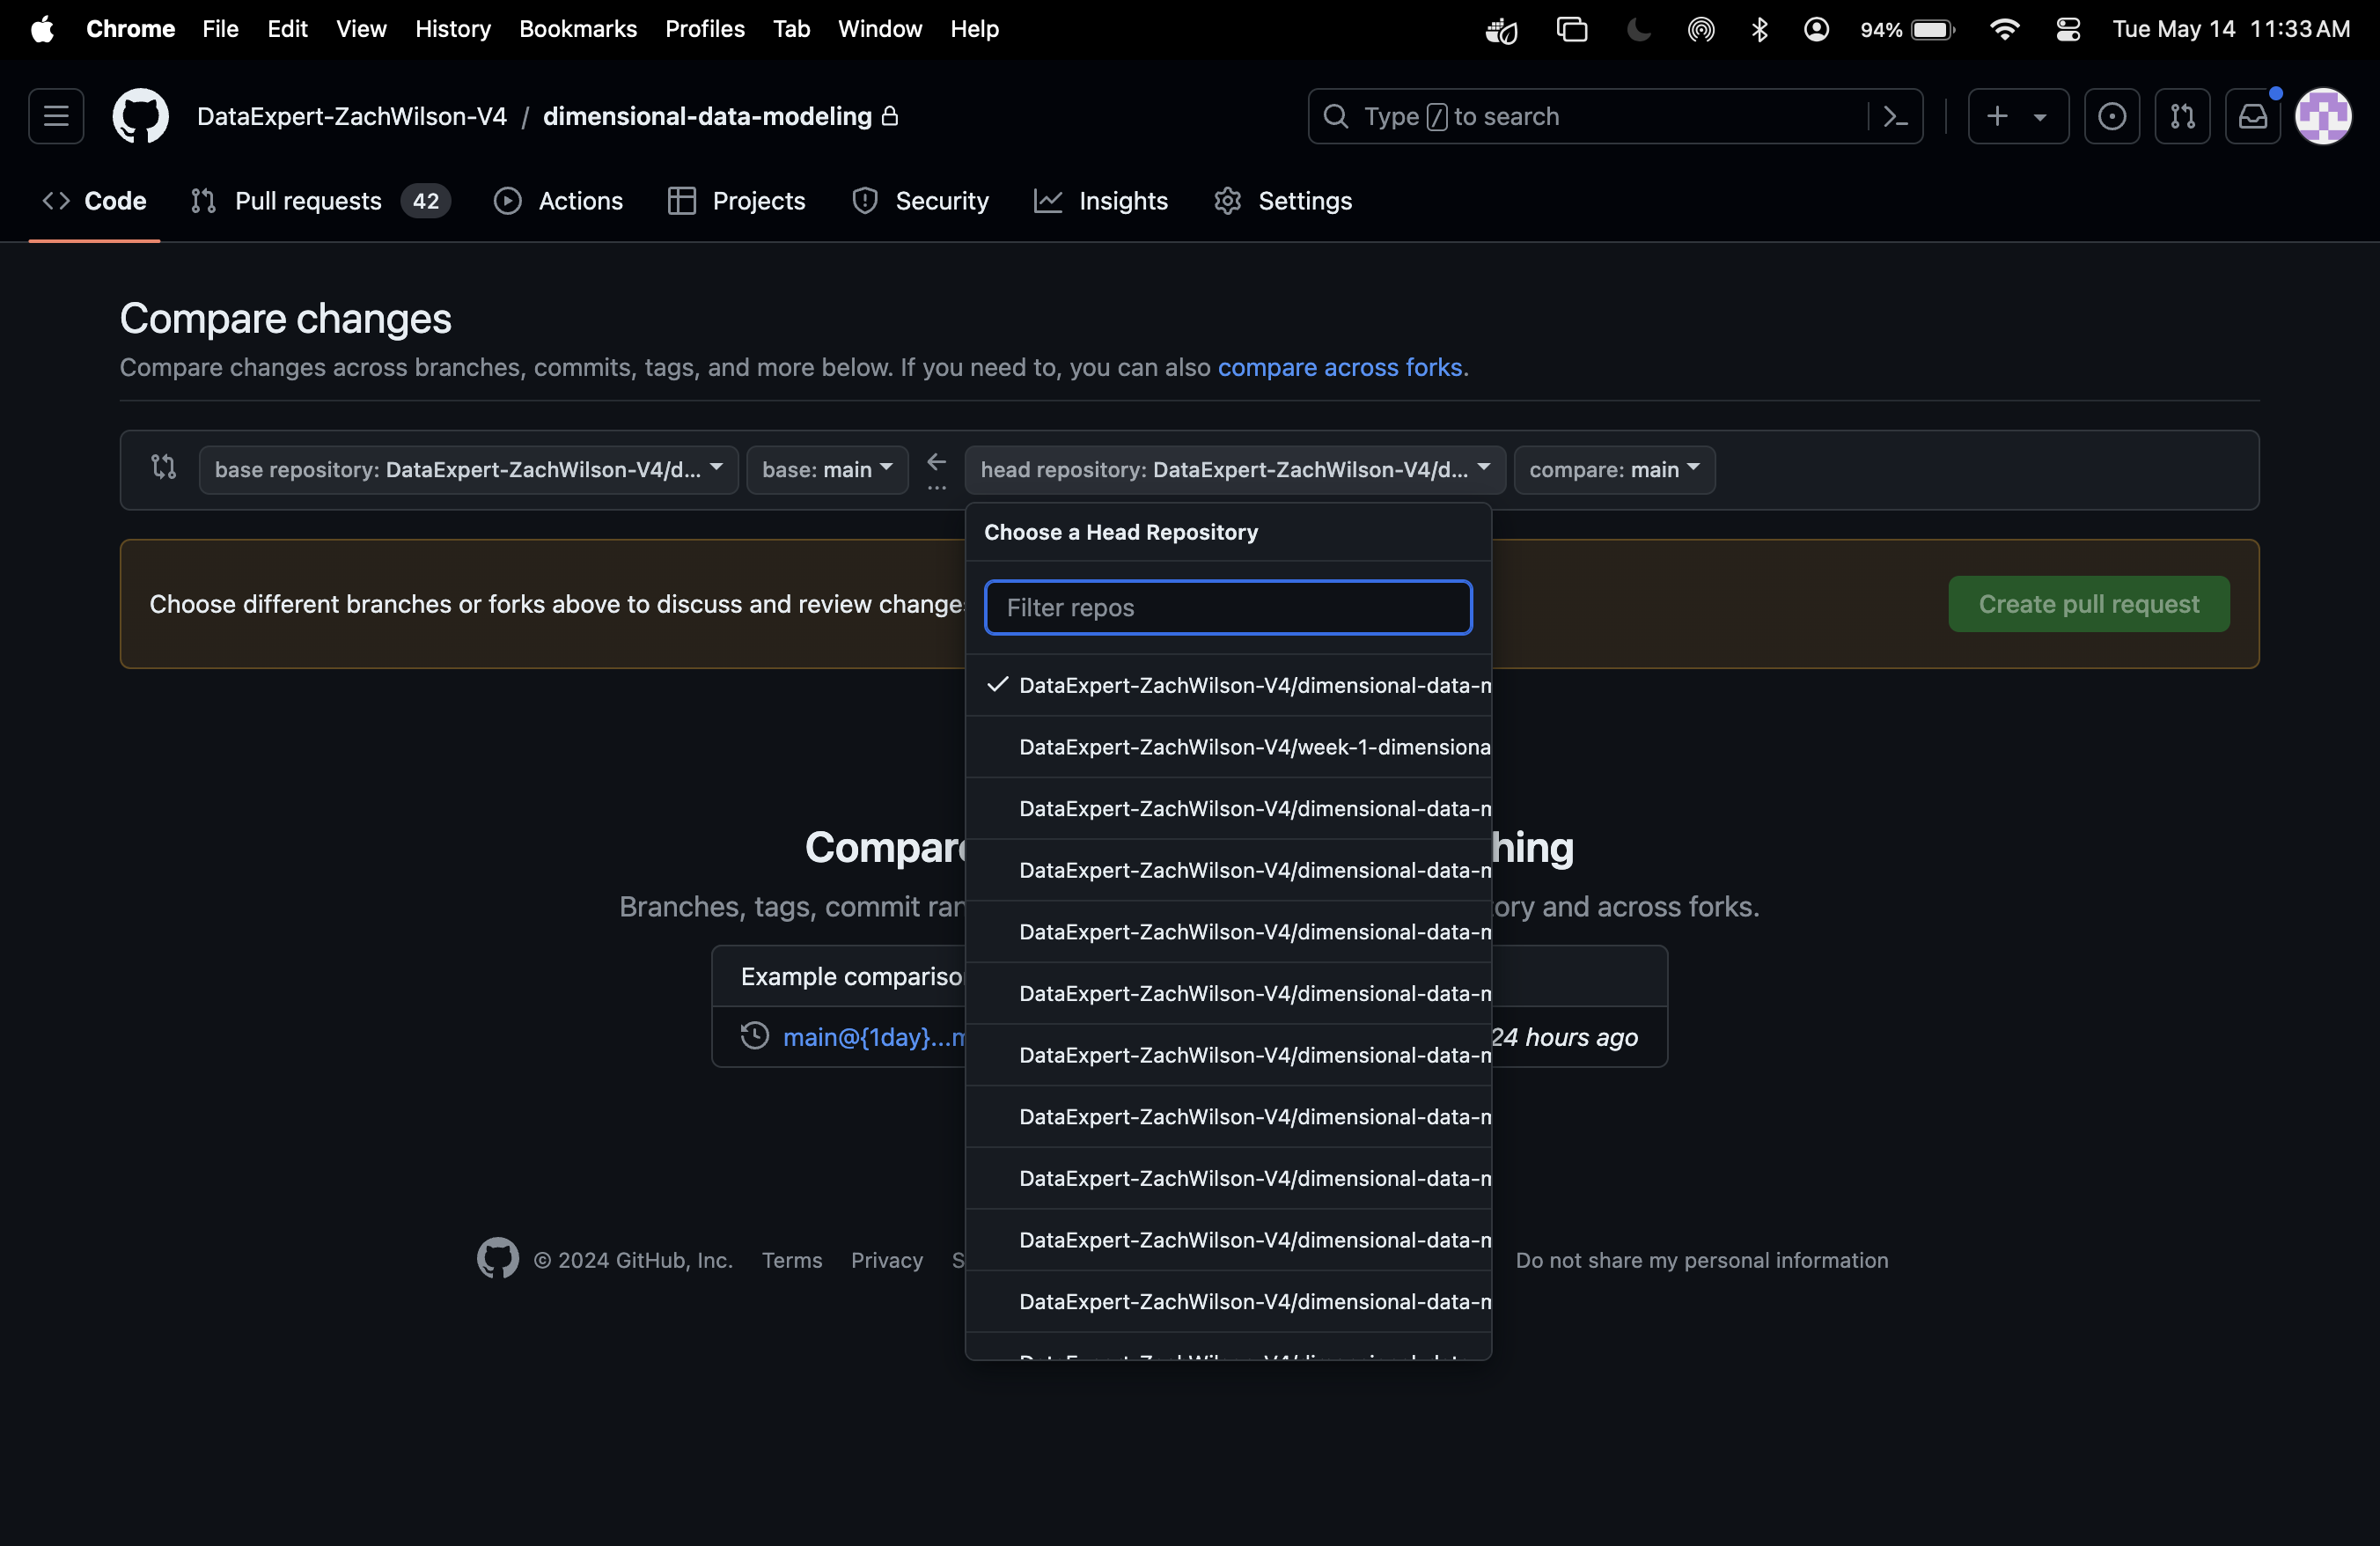 Chrome File Edit View History Bookmarks Profiles Tab Window Help 94% Tue May 14 11:33 AM
DataExpert-ZachWilson-V4 / dimensional-data-modeling Type / to search
Code Pull requests 42 Actions Projects Security Insights Settings
Compare changes
Compare changes across branches, commits, tags, and more below. If you need to, you can also compare across forks.
base repository: DataExpert-ZachWilson-V4/d... base: main ← ... head repository: DataExpert-ZachWilson-V4/d... compare: main
Choose a Head Repository
Choose different branches or forks above to discuss and review change Create pull request
Filter repos
DataExpert-ZachWilson-V4/dimensional-data-m
DataExpert-ZachWilson-V4/week-1-dimensiona
DataExpert-ZachWilson-V4/dimensional-data-m
Compar hing
DataExpert-ZachWilson-V4/dimensional-data-m
Branches, tags, commit ran ory and across forks.
DataExpert-ZachWilson-V4/dimensional-data-m
Example compariso
DataExpert-ZachWilson-V4/dimensional-data-m
main@{1day}...m 24 hours ago
DataExpert-ZachWilson-V4/dimensional-data-m
DataExpert-ZachWilson-V4/dimensional-data-m
DataExpert-ZachWilson-V4/dimensional-data-m
DataExpert-ZachWilson-V4/dimensional-data-m
© 2024 GitHub, Inc. Terms Privacy S Do not share my personal information
DataExpert-ZachWilson-V4/dimensional-data-m